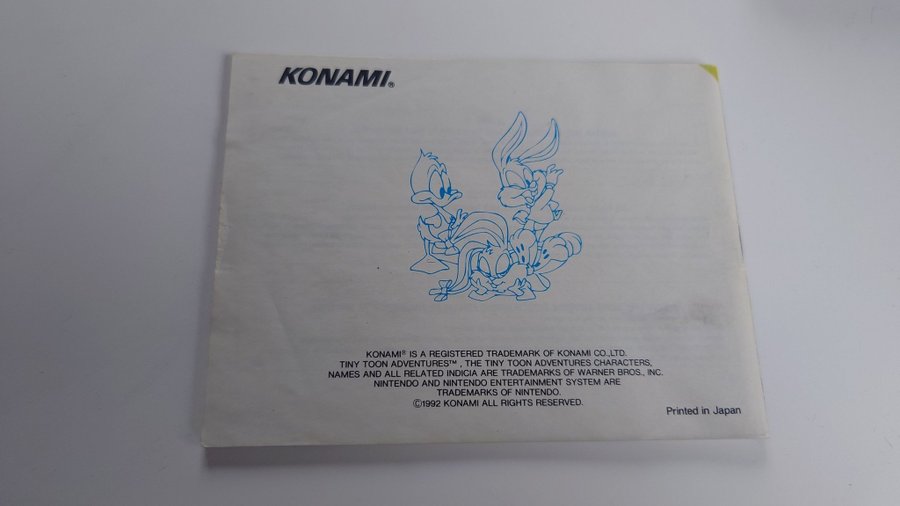 KONAMI®
KONAMI® IS A REGISTERED TRADEMARK OF KONAMI CO.,LTD.
TINY TOON ADVENTURES™, THE TINY TOON ADVENTURES CHARACTERS,
NAMES AND ALL RELATED INDICIA ARE TRADEMARKS OF WARNER BROS., INC.
NINTENDO AND NINTENDO ENTERTAINMENT SYSTEM ARE
TRADEMARKS OF NINTENDO.
©1992 KONAMI ALL RIGHTS RESERVED.
Printed in Japan